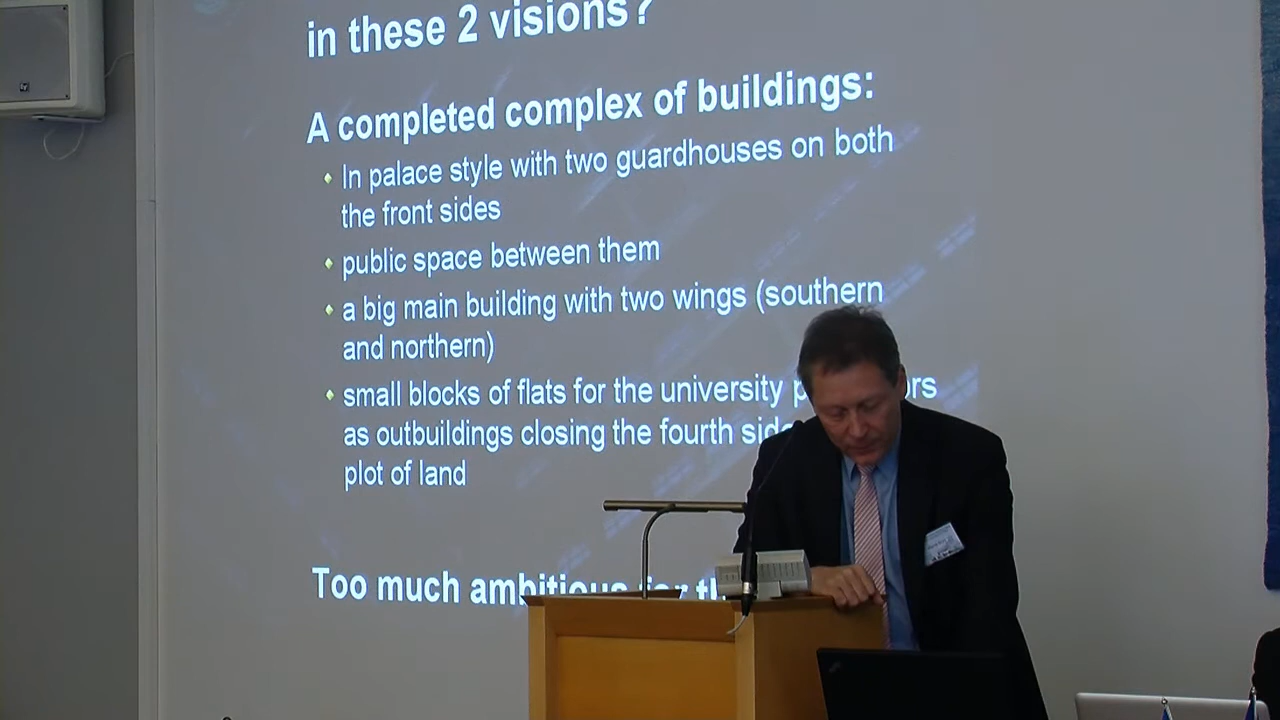 in these 2 visions?
A completed complex of buildings:
In palace style with two guardhouses on both
the front sides
public space between them
a big main building with two wings (southern
and northern)
small blocks of flats for the university
as outbuildings closing the fourth
plot of land
Too much ambitious